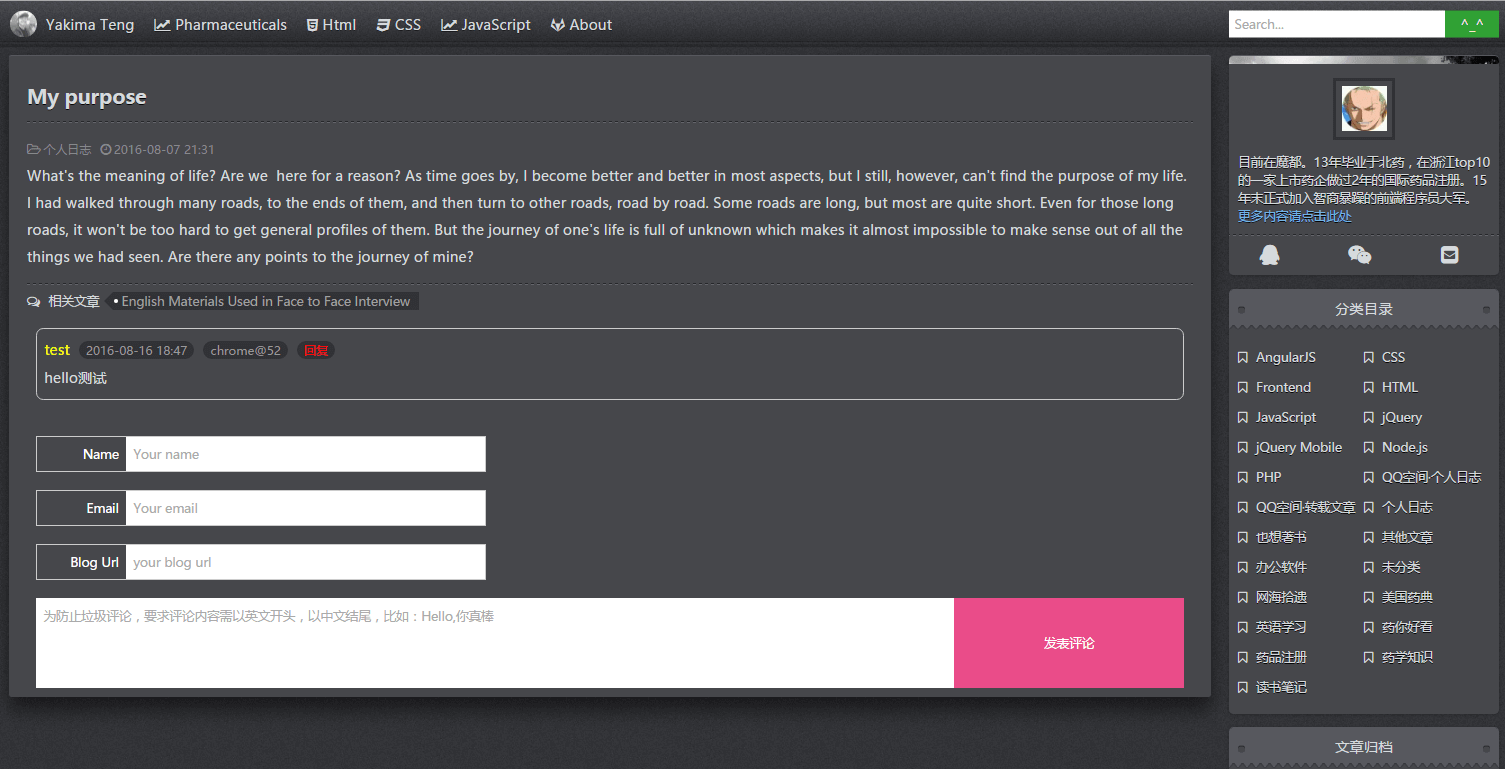 Yakima Teng Pharmaceuticals Html CSS JavaScript About
Search... ^_^
My purpose
个人日志 2016-08-07 21:31
What's the meaning of life? Are we  here for a reason? As time goes by, I become better and better in most aspects, but I still, however, can't find the purpose of my life.
I had walked through many roads, to the ends of them, and then turn to other roads, road by road. Some roads are long, but most are quite short. Even for those long
roads, it won't be too hard to get general profiles of them. But the journey of one's life is full of unknown which makes it almost impossible to make sense out of all the
things we had seen. Are there any points to the journey of mine?
相关文章 • English Materials Used in Face to Face Interview
test 2016-08-16 18:47 chrome@52 回复
hello测试
Name Your name
Email Your email
Blog Url your blog url
为防止垃圾评论，要求评论内容需以英文开头，以中文结尾，比如：Hello,你真棒
发表评论
目前在魔都。13年毕业于北药，在浙江top10
的一家上市药企做过2年的国际药品注册。15
年末正式加入智商暴躁的前端程序员大军。
更多内容请点击此处
分类目录
AngularJS CSS
Frontend HTML
JavaScript jQuery
jQuery Mobile Node.js
PHP QQ空间·个人日志
QQ空间·转载文章 个人日志
也想著书 其他文章
办公软件 未分类
网海拾遗 美国药典
英语学习 药你好看
药品注册 药学知识
读书笔记
文章归档